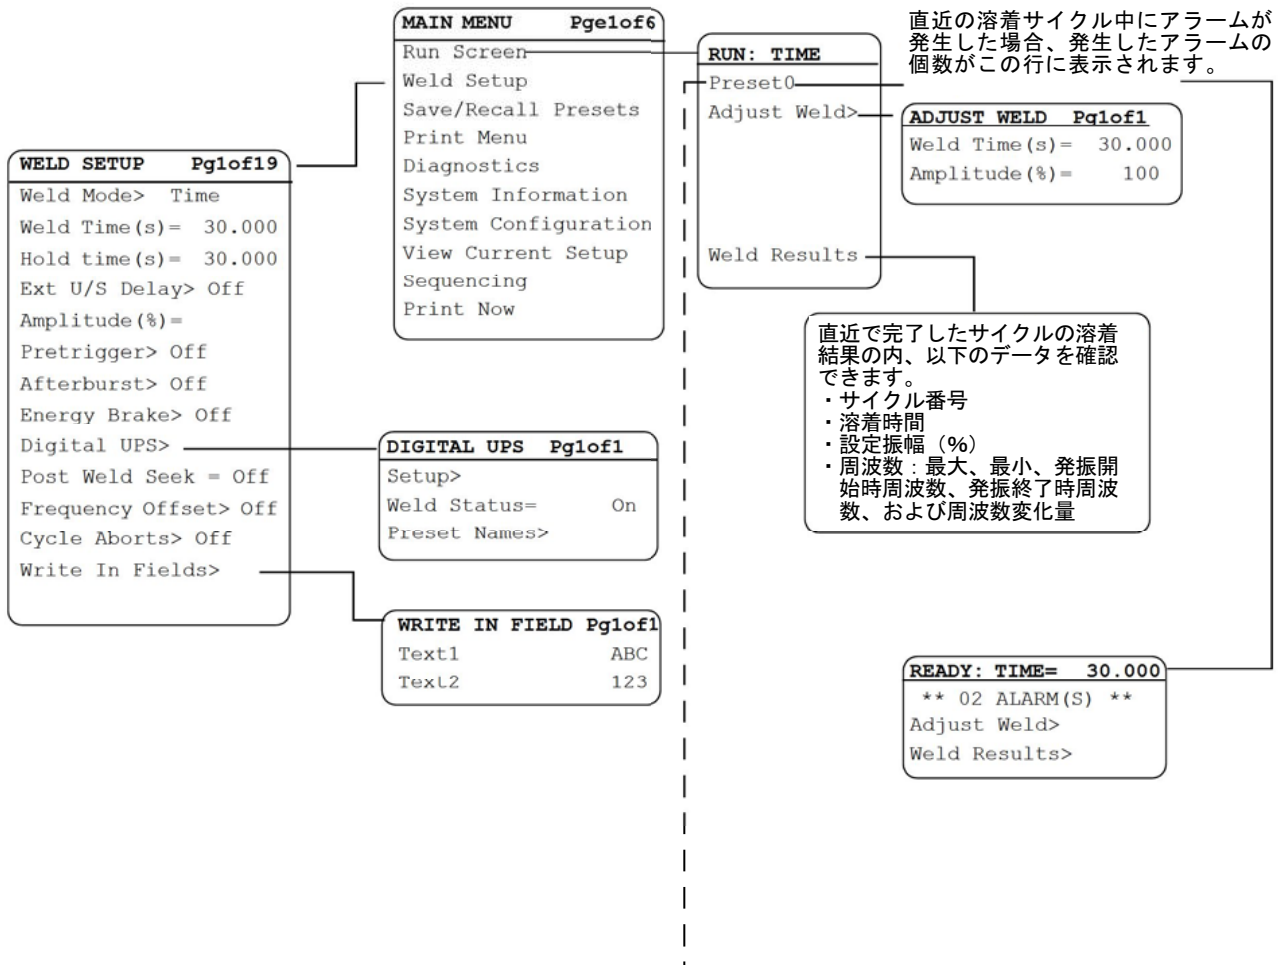 MAIN MENU Pge1of6
Run Screen
Weld Setup
Save/Recall Presets
Print Menu
Diagnostics
System Information
System Configuration
View Current Setup
Sequencing
Print Now
WELD SETUP Pg1of19
Weld Mode> Time
Weld Time(s)= 30.000
Hold time(s)= 30.000
Ext U/S Delay> Off
Amplitude(%)=
Pretrigger> Off
Afterburst> Off
Energy Brake> Off
Digital UPS>
Post Weld Seek = Off
Frequency Offset> Off
Cycle Aborts> Off
Write In Fields>
DIGITAL UPS Pg1of1
Setup>
Weld Status= On
Preset Names>
WRITE IN FIELD Pg1of1
Text1 ABC
Text2 123
RUN: TIME
Preset0
Adjust Weld>
Weld Results
直近の溶着サイクル中にアラームが
発生した場合、発生したアラームの
個数がこの行に表示されます。
ADJUST WELD Pg1of1
Weld Time(s)= 30.000
Amplitude(%)= 100
直近で完了したサイクルの溶着
結果の内、以下のデータを確認
できます。
・サイクル番号
・溶着時間
・設定振幅（%）
・周波数：最大、最小、発振開
始時周波数、発振終了時周波
数、および周波数変化量
READY: TIME= 30.000
** 02 ALARM(S) **
Adjust Weld>
Weld Results>